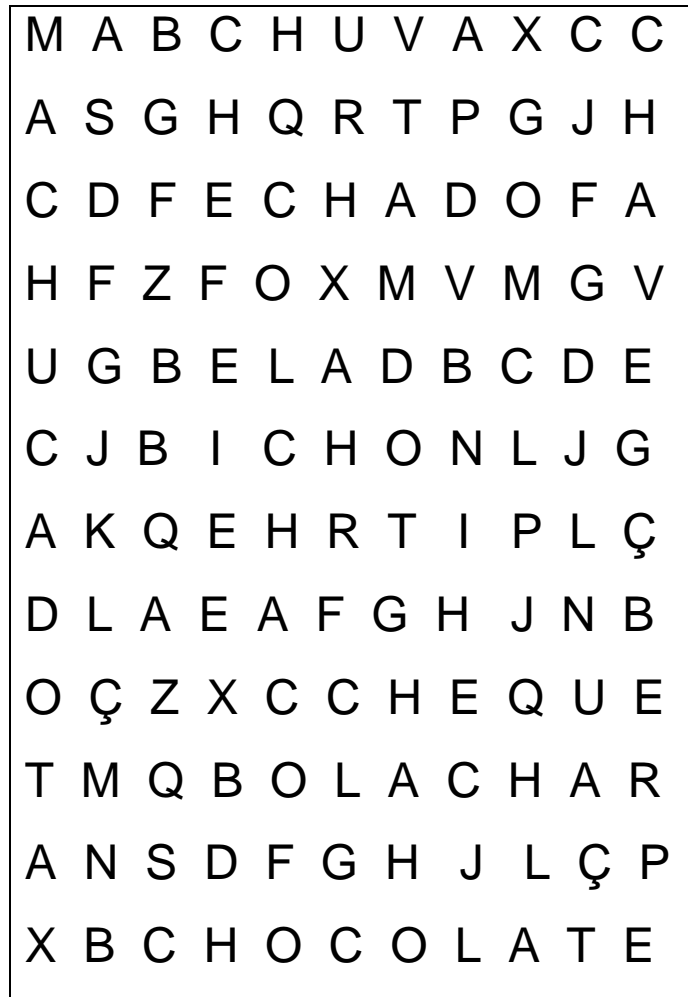 M A B C H U V A X C C
A S G H Q R T P G J H
C D F E C H A D O F A
H F Z F O X M V M G V
U G B E L A D B C D E
C J B I C H O N L J G
A K Q E H R T I P L Ç
D L A E A F G H J N B
O Ç Z X C C H E Q U E
T M Q B O L A C H A R
A N S D F G H J L Ç P
X B C H O C O L A T E